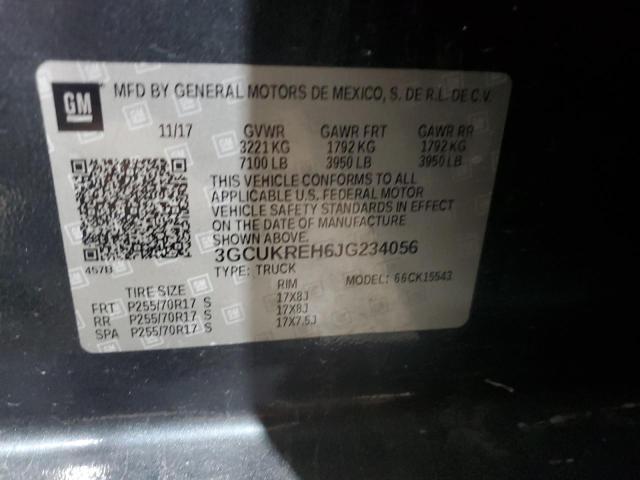 GM MFD BY GENERAL MOTORS DE MEXICO, S. DE R.L. DE C.V.
11/17 GVWR GAWR FRT GAWR RR
3221 KG 1792 KG 1792 KG
7100 LB 3950 LB 3950 LB
THIS VEHICLE CONFORMS TO ALL
APPLICABLE U.S. FEDERAL MOTOR
VEHICLE SAFETY STANDARDS IN EFFECT
ON THE DATE OF MANUFACTURE
SHOWN ABOVE.
3GCUKREH6JG234056
457B TYPE: TRUCK MODEL: 66CK15543
TIRE SIZE RIM
FRT P255/70R17 S 17X8J
RR P255/70R17 S 17X8J
SPA P255/70R17 S 17X7.5J